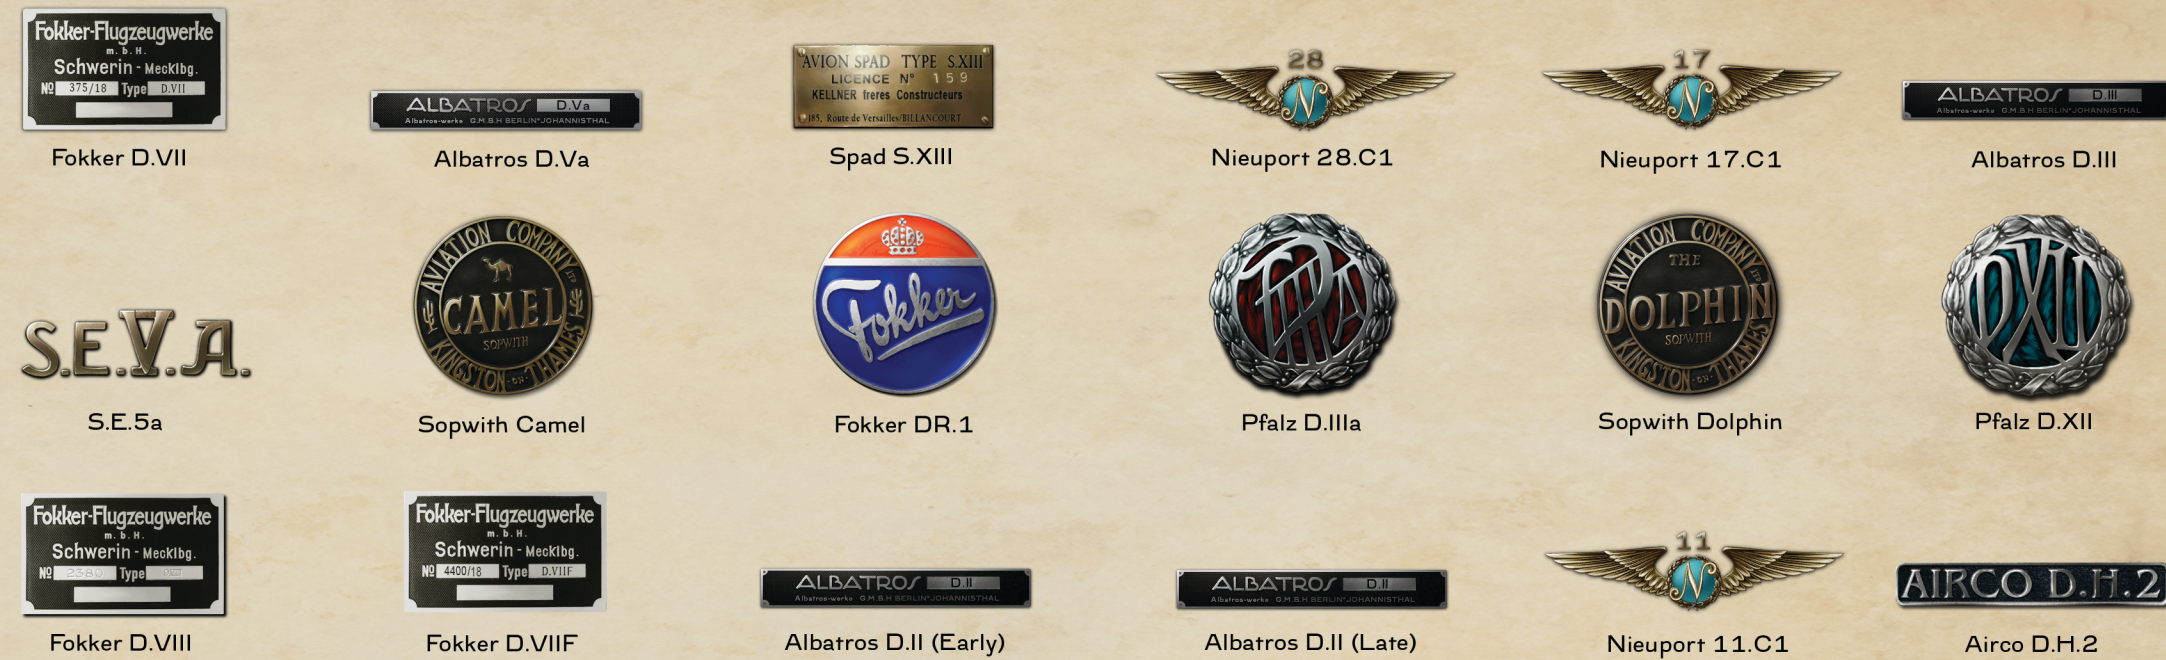 Fokker-Flugzeugwerke
m. b. H.
Schwerin - Mecklbg.
Nº 375/18 Type D.VII
Fokker D.VII
ALBATROS D.Va
Albatros-werke G.M.B.H BERLIN*JOHANNISTHAL
Albatros D.Va
"AVION SPAD TYPE S.XIII"
LICENCE Nº 159
KELLNER freres Constructeurs
185, Route de Versailles/BILLANCOURT
Spad S.XIII
28
N
Nieuport 28.C1
17
N
Nieuport 17.C1
ALBATROS D.III
Albatros-werke G.M.B.H BERLIN*JOHANNISTHAL
Albatros D.III
S.E.V.A.
S.E.5a
AVIATION COMPANY LTD
CAMEL
SOPWITH
KINGSTON-ON-THAMES
Sopwith Camel
Fokker
Fokker DR.1
Pfalz D.IIIa
AVIATION COMPANY LTD
THE
DOLPHIN
SOPWITH
KINGSTON-ON-THAMES
Sopwith Dolphin
DXII
Pfalz D.XII
Fokker-Flugzeugwerke
m. b. H.
Schwerin - Mecklbg.
Nº 2380 Type
Fokker D.VIII
Fokker-Flugzeugwerke
m. b. H.
Schwerin - Mecklbg.
Nº 4400/18 Type D.VIIF
Fokker D.VIIF
ALBATROS D.II
Albatros-werke G.M.B.H BERLIN*JOHANNISTHAL
Albatros D.II (Early)
ALBATROS D.II
Albatros-werke G.M.B.H BERLIN*JOHANNISTHAL
Albatros D.II (Late)
11
N
Nieuport 11.C1
AIRCO D.H.2
Airco D.H.2